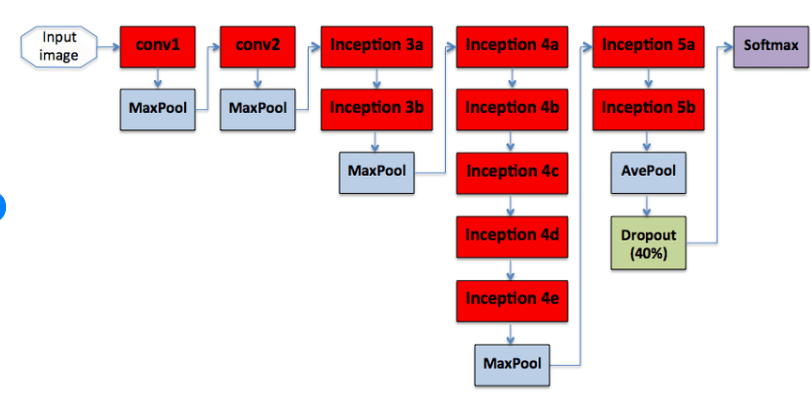 Input
image
conv1
MaxPool
conv2
MaxPool
Inception 3a
Inception 3b
MaxPool
Inception 4a
Inception 4b
Inception 4c
Inception 4d
Inception 4e
MaxPool
Inception 5a
Inception 5b
AvePool
Dropout
(40%)
Softmax